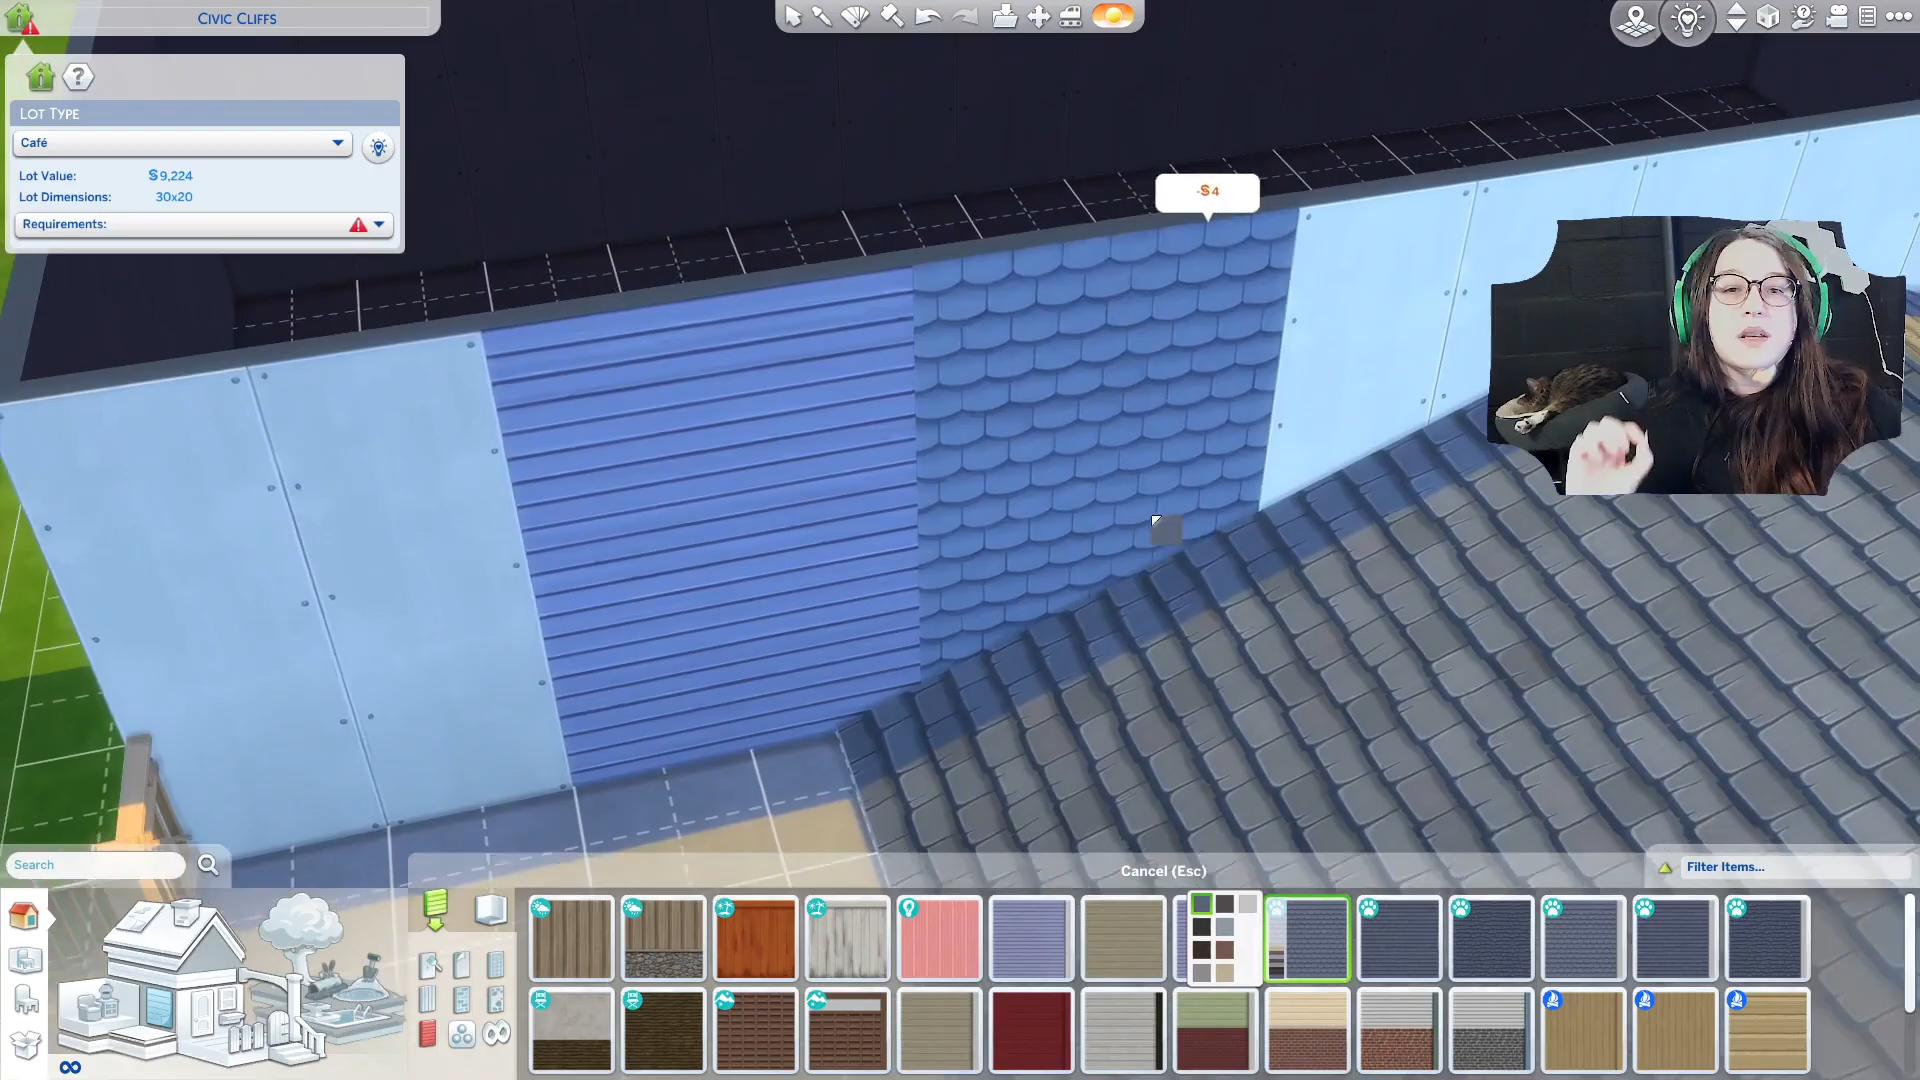 CIVIC CLIFFS
?
LOT TYPE
Café
Lot Value: $9,224
Lot Dimensions: 30x20
Requirements:
-$4
Search
Cancel (Esc)
Filter Items...